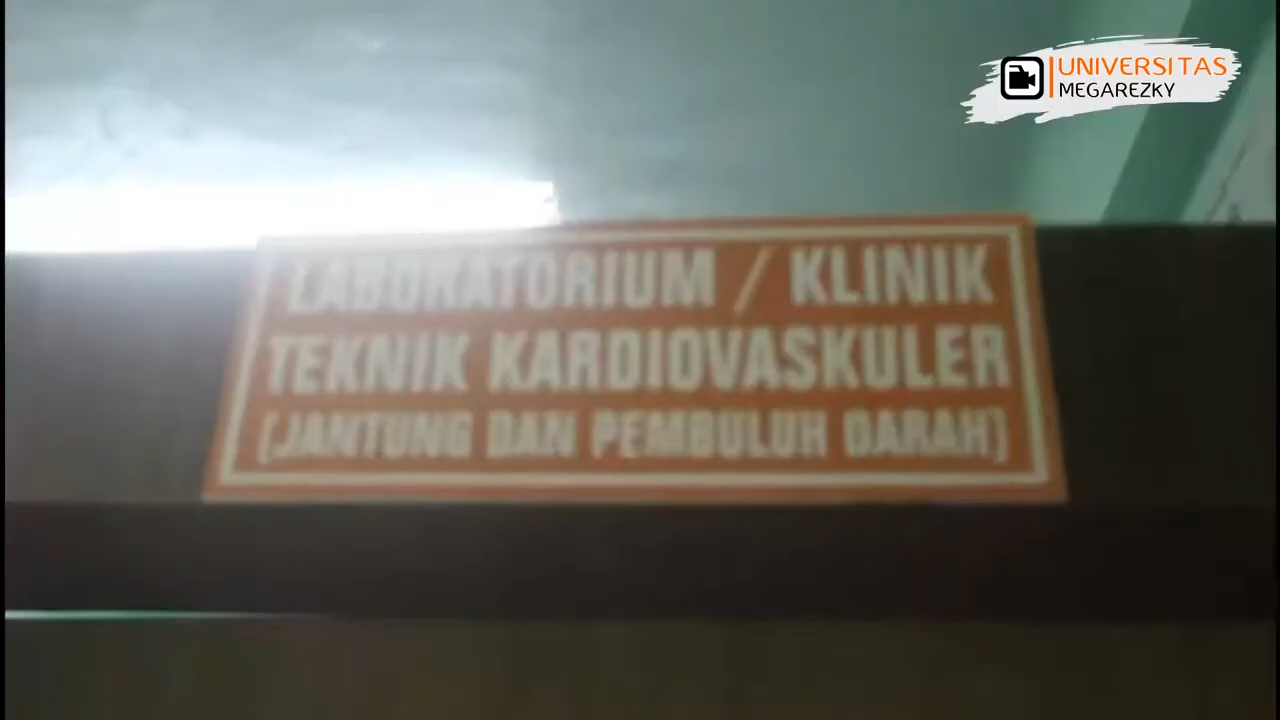 UNIVERSITAS
MEGAREZKY
LABORATORIUM / KLINIK
TEKNIK KARDIOVASKULER
(JANTUNG DAN PEMBULUH DARAH)